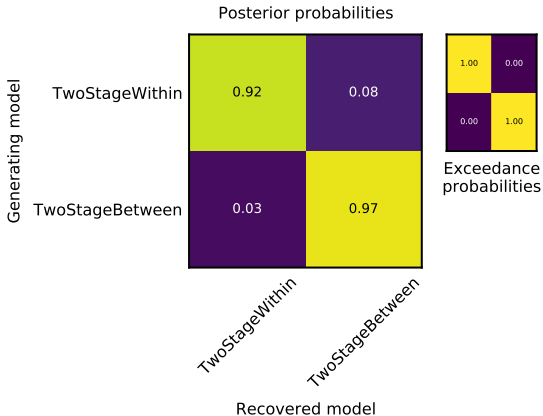 Posterior probabilities
Generating model
TwoStageWithin
0.92
0.08
TwoStageBetween
0.03
0.97
TwoStageWithin
TwoStageBetween
Recovered model
1.00
0.00
0.00
1.00
Exceedance
probabilities